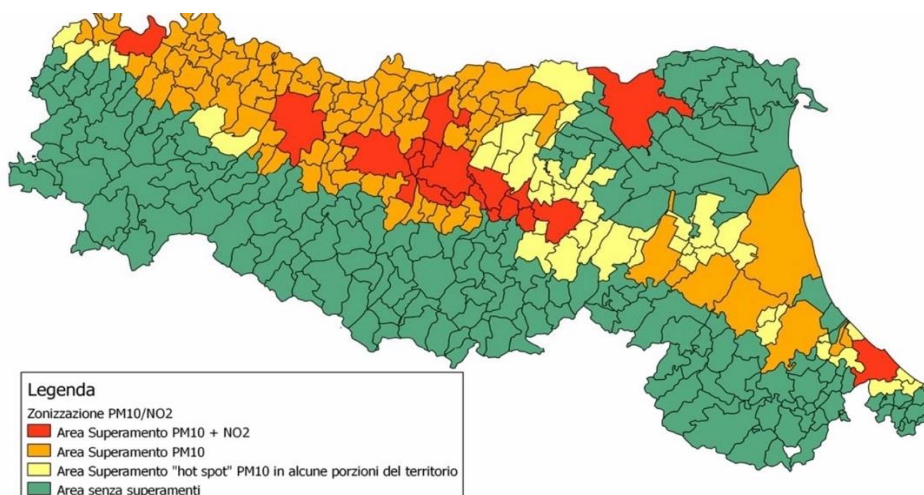 Legenda
Zonizzazione PM10/NO2
Area Superamento PM10 + NO2
Area Superamento PM10
Area Superamento "hot spot" PM10 in alcune porzioni del territorio
Area senza superamenti